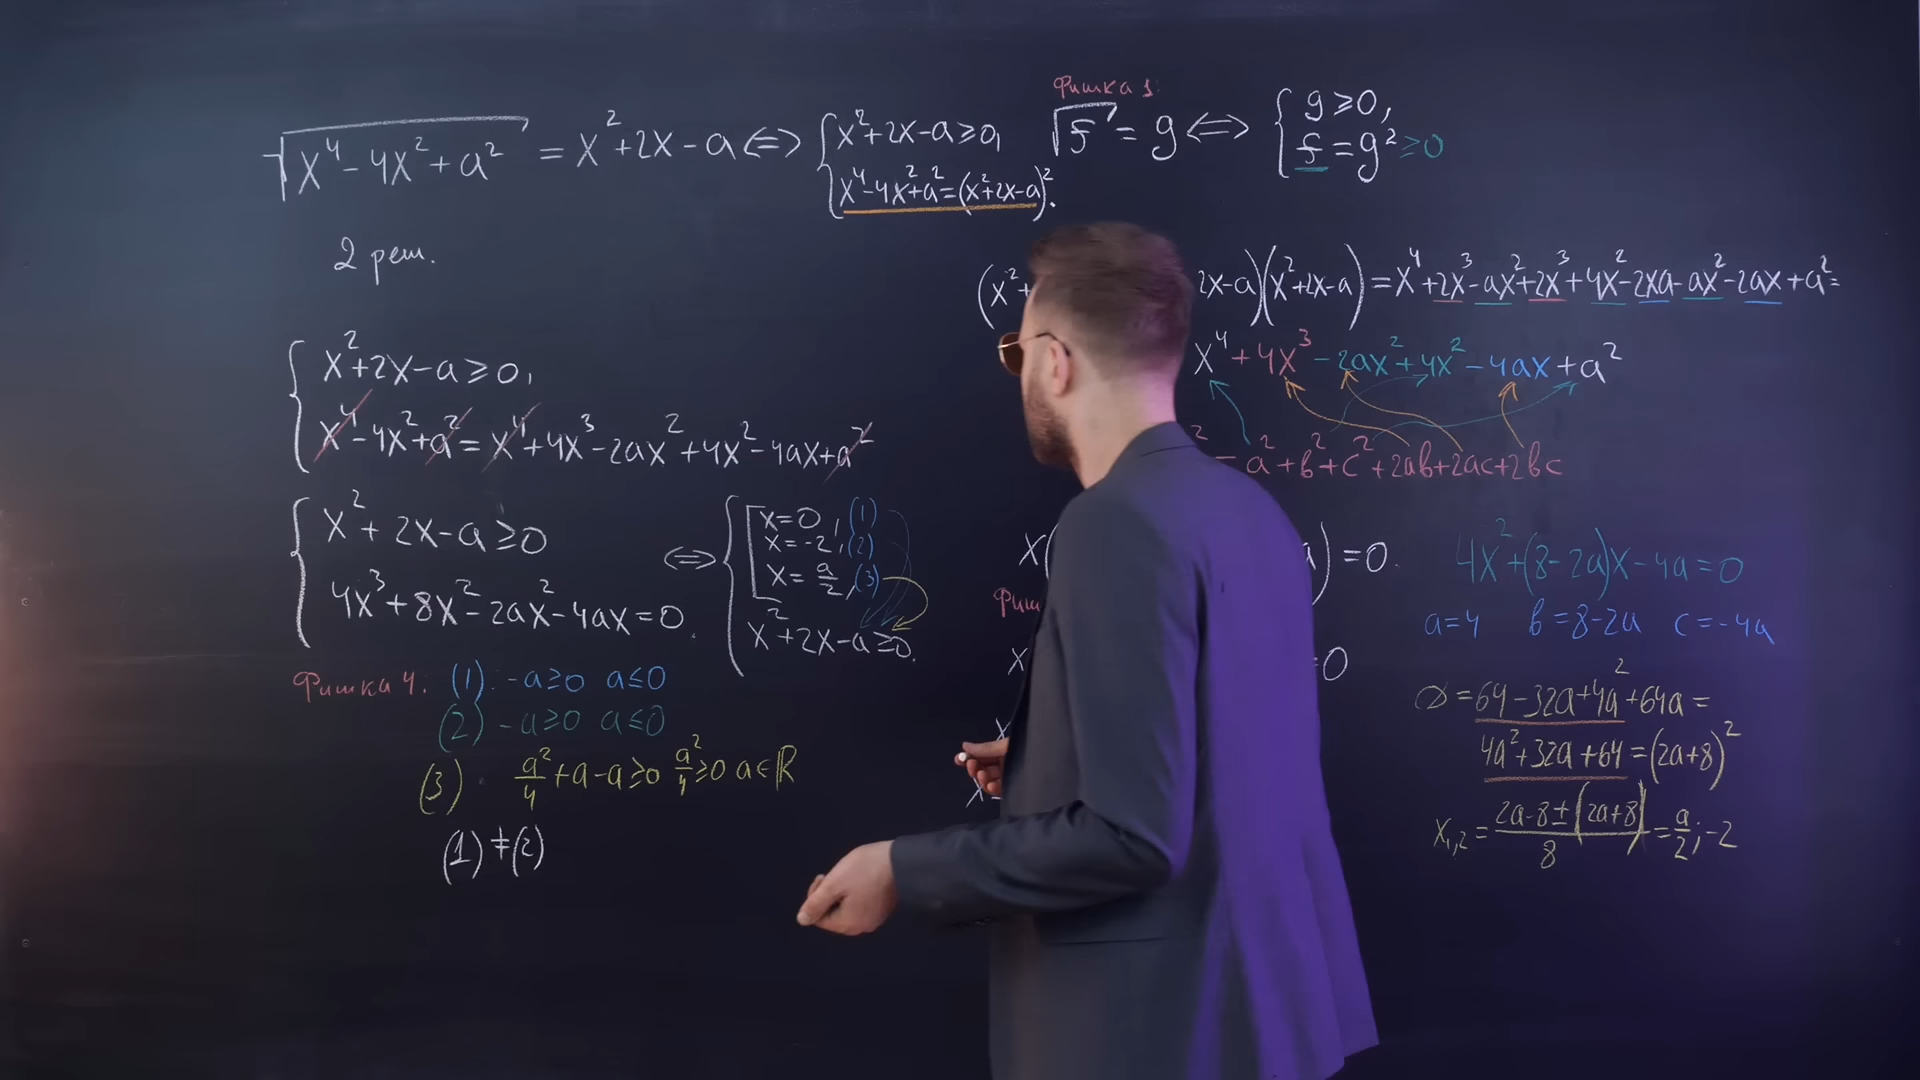 √(x⁴-4x²+a²) = x²+2x-a ⇔ { x²+2x-a≥0,
x⁴-4x²+a²=(x²+2x-a)².
Фишка 1:
√f = g ⇔ { g≥0,
f=g²≥0
2 реш.
(x²+ 2x-a)(x²+2x-a)=x⁴+2x³-ax²+2x³+4x²-2xa-ax²-2ax+a²=
x⁴+4x³-2ax²+4x²-4ax+a²
²=a²+b²+c²+2ab+2ac+2bc
{ x²+2x-a≥0,
x⁴-4x²+a²=x⁴+4x³-2ax²+4x²-4ax+a²
{ x²+2x-a≥0
4x³+8x²-2ax²-4ax=0.
⇔ { [ x=0, (1)
x=-2, (2)
x=a/2, (3)
x²+2x-a≥0.
Фишка 4. (1): -a≥0 a≤0
(2) -a≥0 a≤0
(3) a²/4+a-a≥0 a²/4≥0 a∈ℝ
(1)≠(2)
x( )=0.
x =0
4x²+(8-2a)x-4a=0
a=4 b=8-2a c=-4a
D=64-32a+4a²+64a=
4a²+32a+64=(2a+8)²
x₁,₂=(2a-8±|2a+8|)/8=a/2;-2